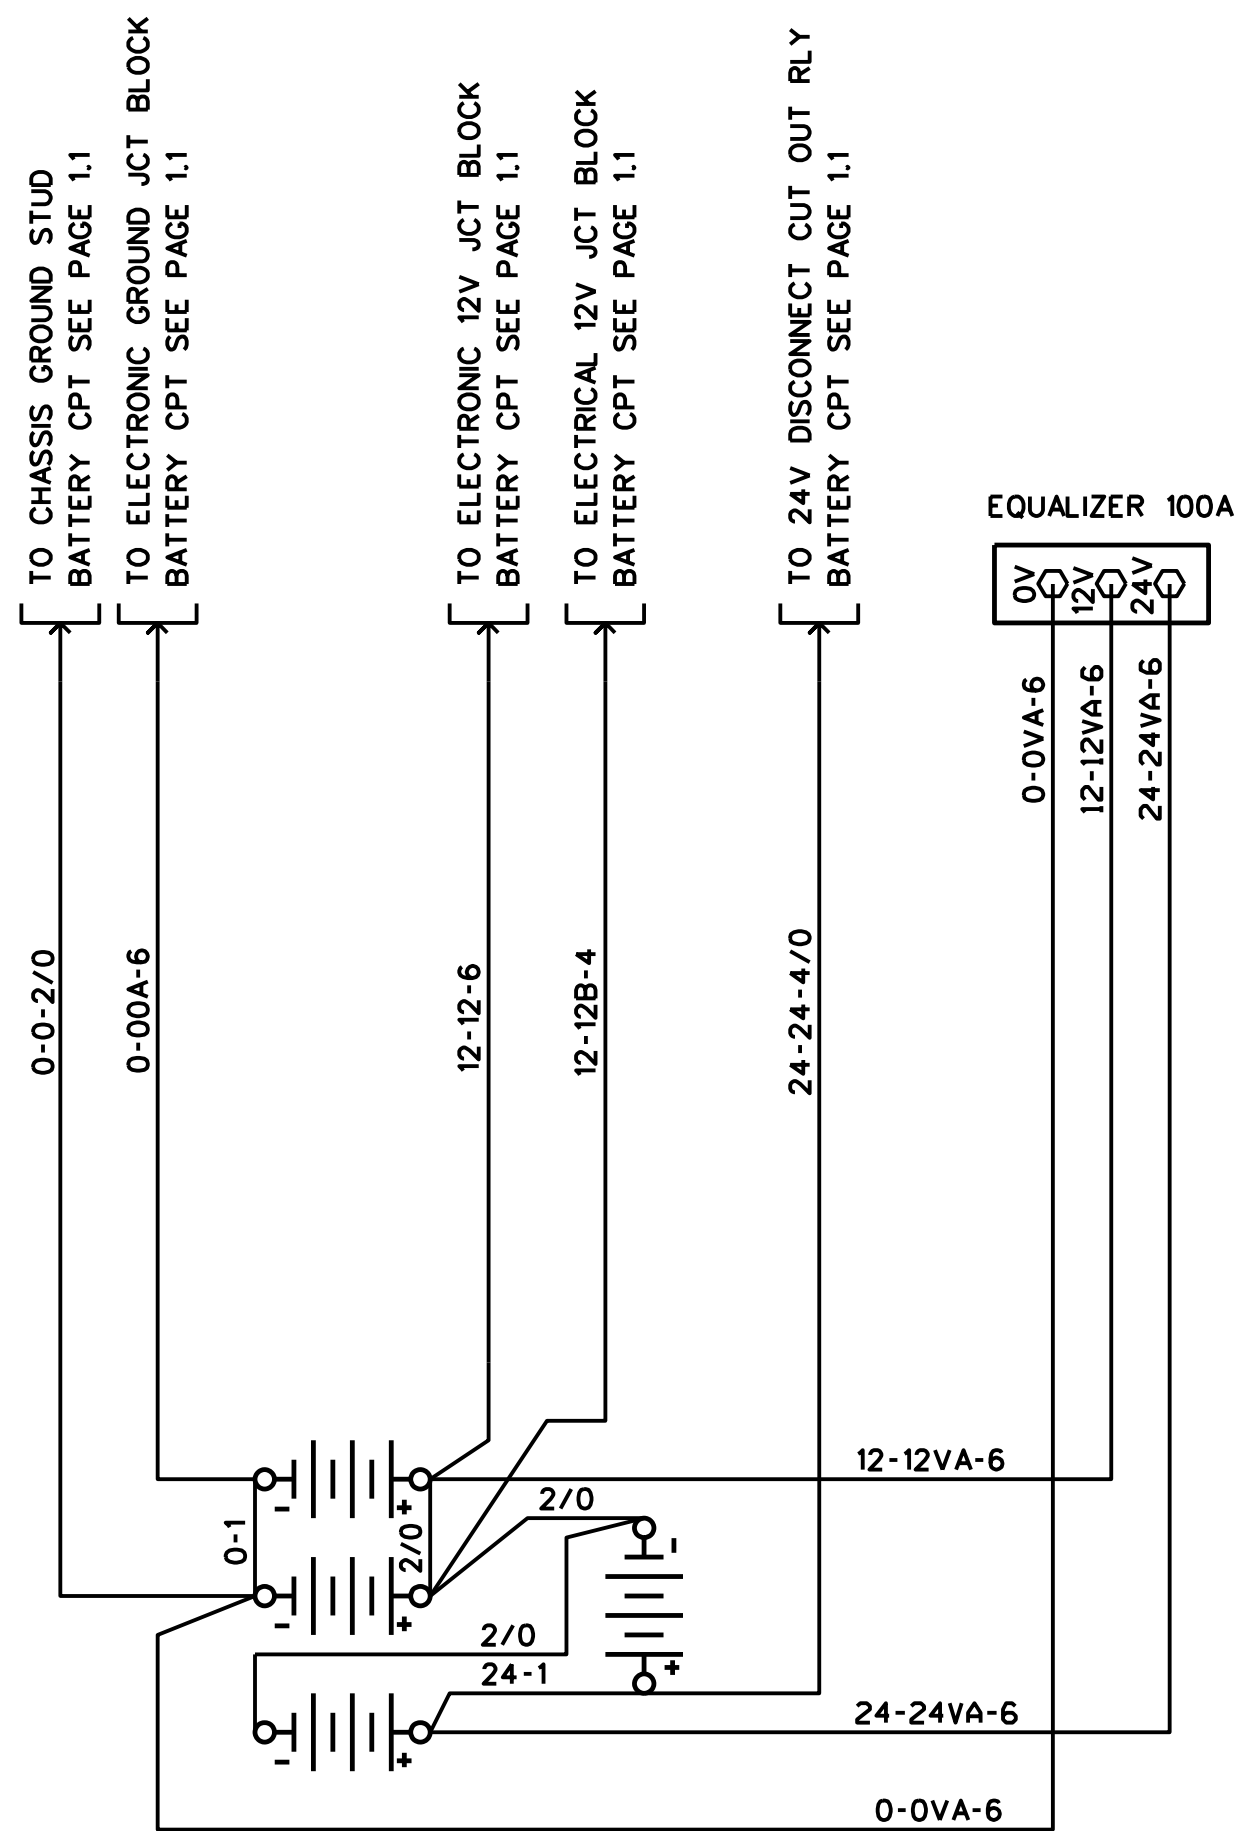 TO CHASSIS GROUND STUD
BATTERY CPT SEE PAGE 1.1
TO ELECTRONIC GROUND JCT BLOCK
BATTERY CPT SEE PAGE 1.1
TO ELECTRONIC 12V JCT BLOCK
BATTERY CPT SEE PAGE 1.1
TO ELECTRICAL 12V JCT BLOCK
BATTERY CPT SEE PAGE 1.1
TO 24V DISCONNECT CUT OUT RLY
BATTERY CPT SEE PAGE 1.1
EQUALIZER 100A
0V
12V
24V
0-0VA-6
12-12VA-6
24-24VA-6
0-0-2/0
0-00A-6
12-12-6
12-12B-4
24-24-4/0
12-12VA-6
- +
2/0
0-1
2/0
-
- +
2/0
+
24-1
24-24VA-6
- +
0-0VA-6